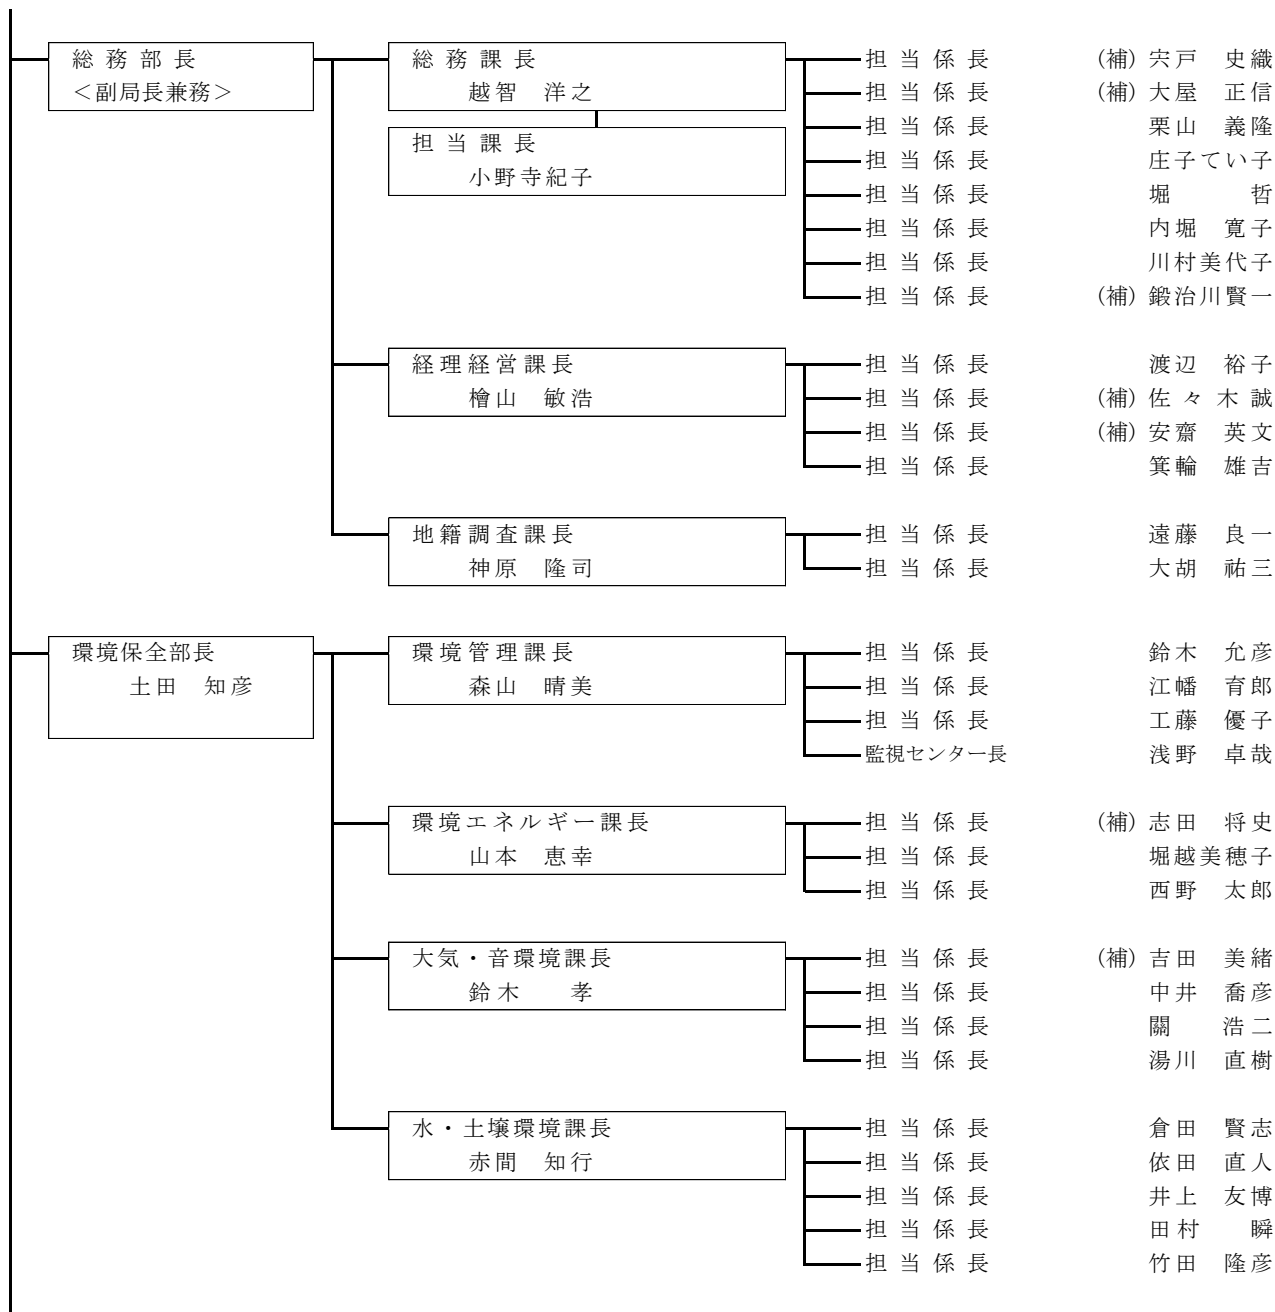 総務部長
＜副局長兼務＞
総務課長
越智　洋之
担当課長
小野寺紀子
担当係長　(補) 宍戸　史織
担当係長　(補) 大屋　正信
担当係長　栗山　義隆
担当係長　庄子てい子
担当係長　堀　哲
担当係長　内堀　寛子
担当係長　川村美代子
担当係長　(補) 鍛治川賢一
経理経営課長
檜山　敏浩
担当係長　渡辺　裕子
担当係長　(補) 佐々木誠
担当係長　(補) 安齋　英文
担当係長　箕輪　雄吉
地籍調査課長
神原　隆司
担当係長　遠藤　良一
担当係長　大胡　祐三
環境保全部長
土田　知彦
環境管理課長
森山　晴美
担当係長　鈴木　允彦
担当係長　江幡　育郎
担当係長　工藤　優子
監視センター長　浅野　卓哉
環境エネルギー課長
山本　恵幸
担当係長　(補) 志田　将史
担当係長　堀越美穂子
担当係長　西野　太郎
大気・音環境課長
鈴木　孝
担当係長　(補) 吉田　美緒
担当係長　中井　喬彦
担当係長　關　浩二
担当係長　湯川　直樹
水・土壌環境課長
赤間　知行
担当係長　倉田　賢志
担当係長　依田　直人
担当係長　井上　友博
担当係長　田村　瞬
担当係長　竹田　隆彦